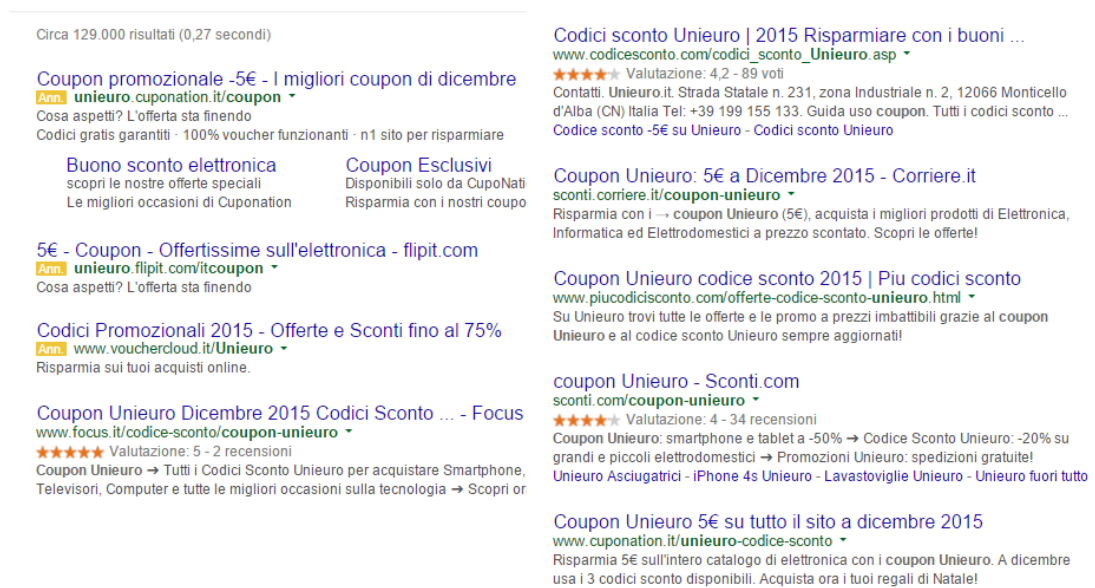 Circa 129.000 risultati (0,27 secondi)
Coupon promozionale -5€ - I migliori coupon di dicembre
Ann. unieuro.cuponation.it/coupon
Cosa aspetti? L'offerta sta finendo
Codici gratis garantiti · 100% voucher funzionanti · n1 sito per risparmiare
Buono sconto elettronica
scopri le nostre offerte speciali
Le migliori occasioni di Cuponation
Coupon Esclusivi
Disponibili solo da CupoNati
Risparmia con i nostri coupo
5€ - Coupon - Offertissime sull'elettronica - flipit.com
Ann. unieuro.flipit.com/itcoupon
Cosa aspetti? L'offerta sta finendo
Codici Promozionali 2015 - Offerte e Sconti fino al 75%
Ann. www.vouchercloud.it/Unieuro
Risparmia sui tuoi acquisti online.
Coupon Unieuro Dicembre 2015 Codici Sconto ... - Focus
www.focus.it/codice-sconto/coupon-unieuro
Valutazione: 5 - 2 recensioni
Coupon Unieuro ➔ Tutti i Codici Sconto Unieuro per acquistare Smartphone,
Televisori, Computer e tutte le migliori occasioni sulla tecnologia ➔ Scopri or
Codici sconto Unieuro | 2015 Risparmiare con i buoni ...
www.codicesconto.com/codici_sconto_Unieuro.asp
Valutazione: 4,2 - 89 voti
Contatti. Unieuro.it. Strada Statale n. 231, zona Industriale n. 2, 12066 Monticello
d'Alba (CN) Italia Tel: +39 199 155 133. Guida uso coupon. Tutti i codici sconto ...
Codice sconto -5€ su Unieuro - Codici sconto Unieuro
Coupon Unieuro: 5€ a Dicembre 2015 - Corriere.it
sconti.corriere.it/coupon-unieuro
Risparmia con i → coupon Unieuro (5€), acquista i migliori prodotti di Elettronica,
Informatica ed Elettrodomestici a prezzo scontato. Scopri le offerte!
Coupon Unieuro codice sconto 2015 | Piu codici sconto
www.piucodicisconto.com/offerte-codice-sconto-unieuro.html
Su Unieuro trovi tutte le offerte e le promo a prezzi imbattibili grazie al coupon
Unieuro e al codice sconto Unieuro sempre aggiornati!
coupon Unieuro - Sconti.com
sconti.com/coupon-unieuro
Valutazione: 4 - 34 recensioni
Coupon Unieuro: smartphone e tablet a -50% ➔ Codice Sconto Unieuro: -20% su
grandi e piccoli elettrodomestici ➔ Promozioni Unieuro: spedizioni gratuite!
Unieuro Asciugatrici - iPhone 4s Unieuro - Lavastoviglie Unieuro - Unieuro fuori tutto
Coupon Unieuro 5€ su tutto il sito a dicembre 2015
www.cuponation.it/unieuro-codice-sconto
Risparmia 5€ sull'intero catalogo di elettronica con i coupon Unieuro. A dicembre
usa i 3 codici sconto disponibili. Acquista ora i tuoi regali di Natale!